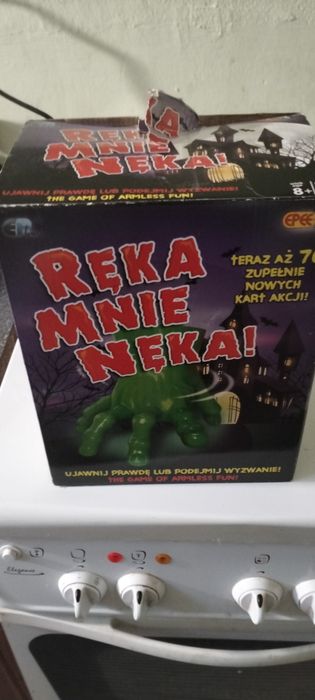 RĘKA
MNIE
NĘKA!
UJAWNIJ PRAWDĘ LUB PODEJMIJ WYZWANIE!
THE GAME OF ARMLESS FUN!
EPEE
TERAZ AŻ 70
ZUPEŁNIE
NOWYCH
KART AKCJI!
RĘKA
MNIE
NĘKA!
UJAWNIJ PRAWDĘ LUB PODEJMIJ WYZWANIE!
THE GAME OF ARMLESS FUN!
Elegance